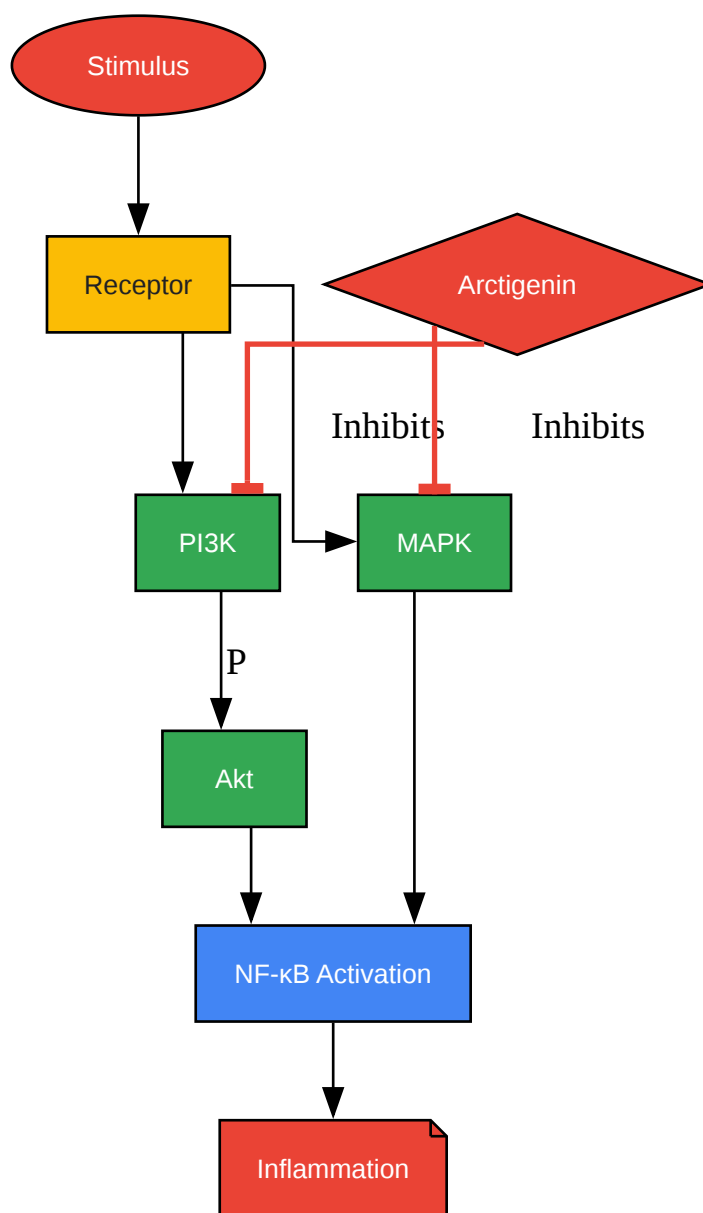 Stimulus
Receptor
Arctigenin
Inhibits
Inhibits
PI3K
MAPK
P
Akt
NF-κB Activation
Inflammation